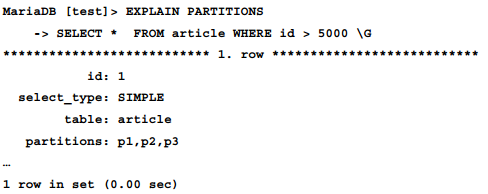 MariaDB [test]> EXPLAIN PARTITIONS
    -> SELECT *  FROM article WHERE id > 5000 \G
*************************** 1. row ***************************
           id: 1
  select_type: SIMPLE
        table: article
   partitions: p1,p2,p3
…
1 row in set (0.00 sec)